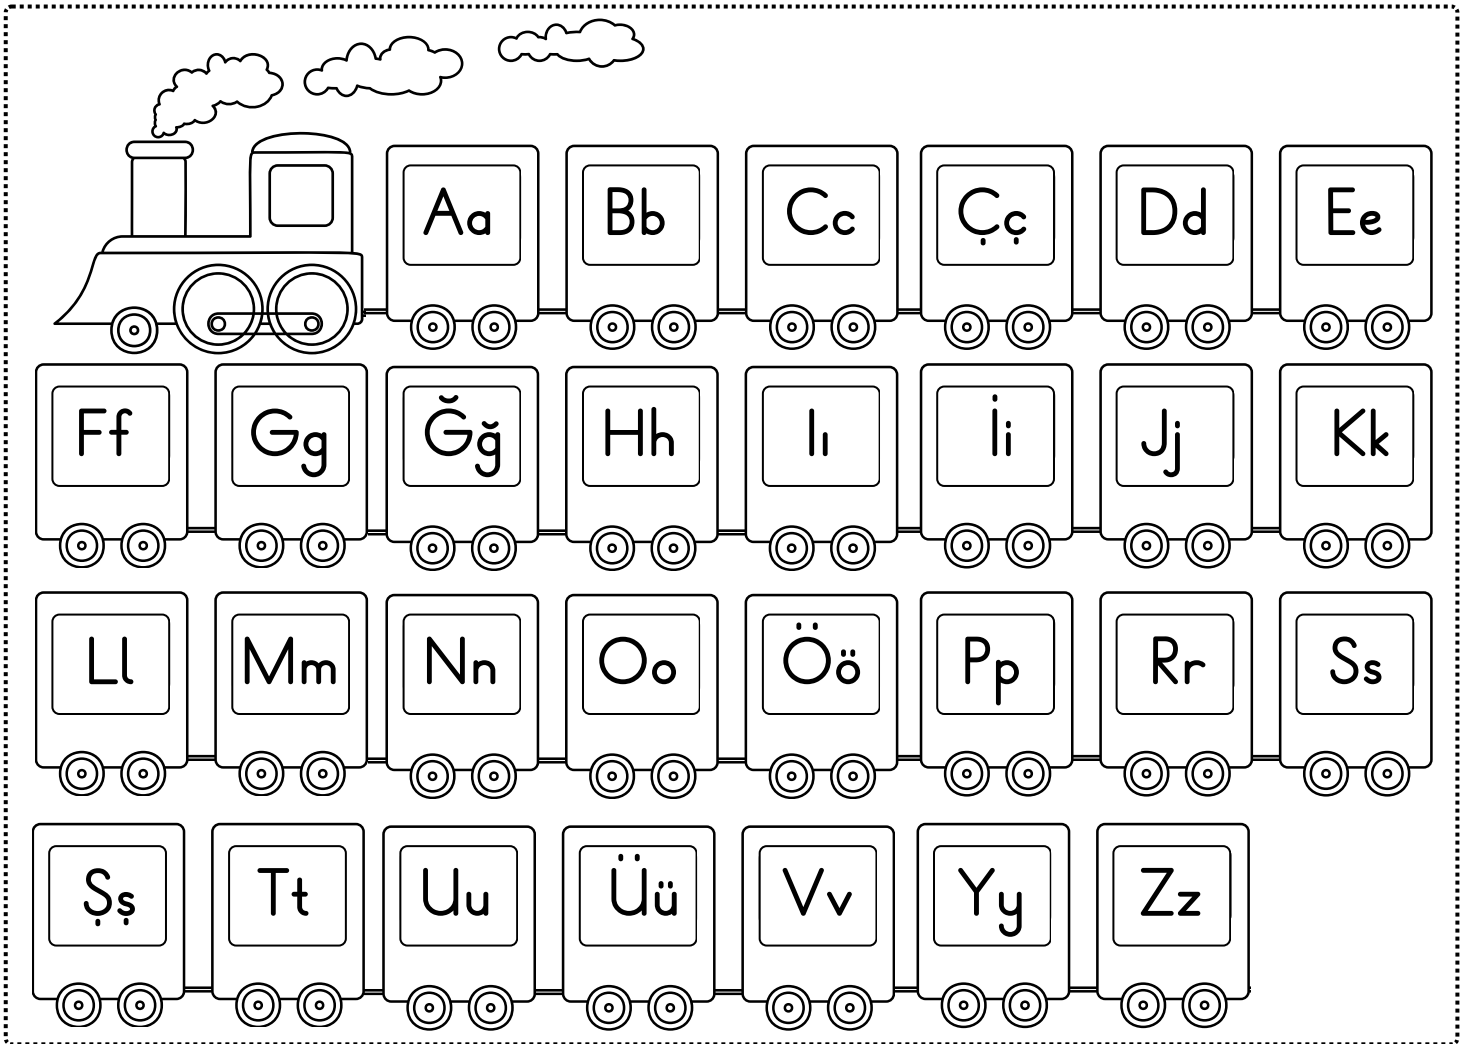 Aa Bb Cc Çç Dd Ee
Ff Gg Ğğ Hh Iı İi Jj Kk
Ll Mm Nn Oo Öö Pp Rr Ss
Şş Tt Uu Üü Vv Yy Zz